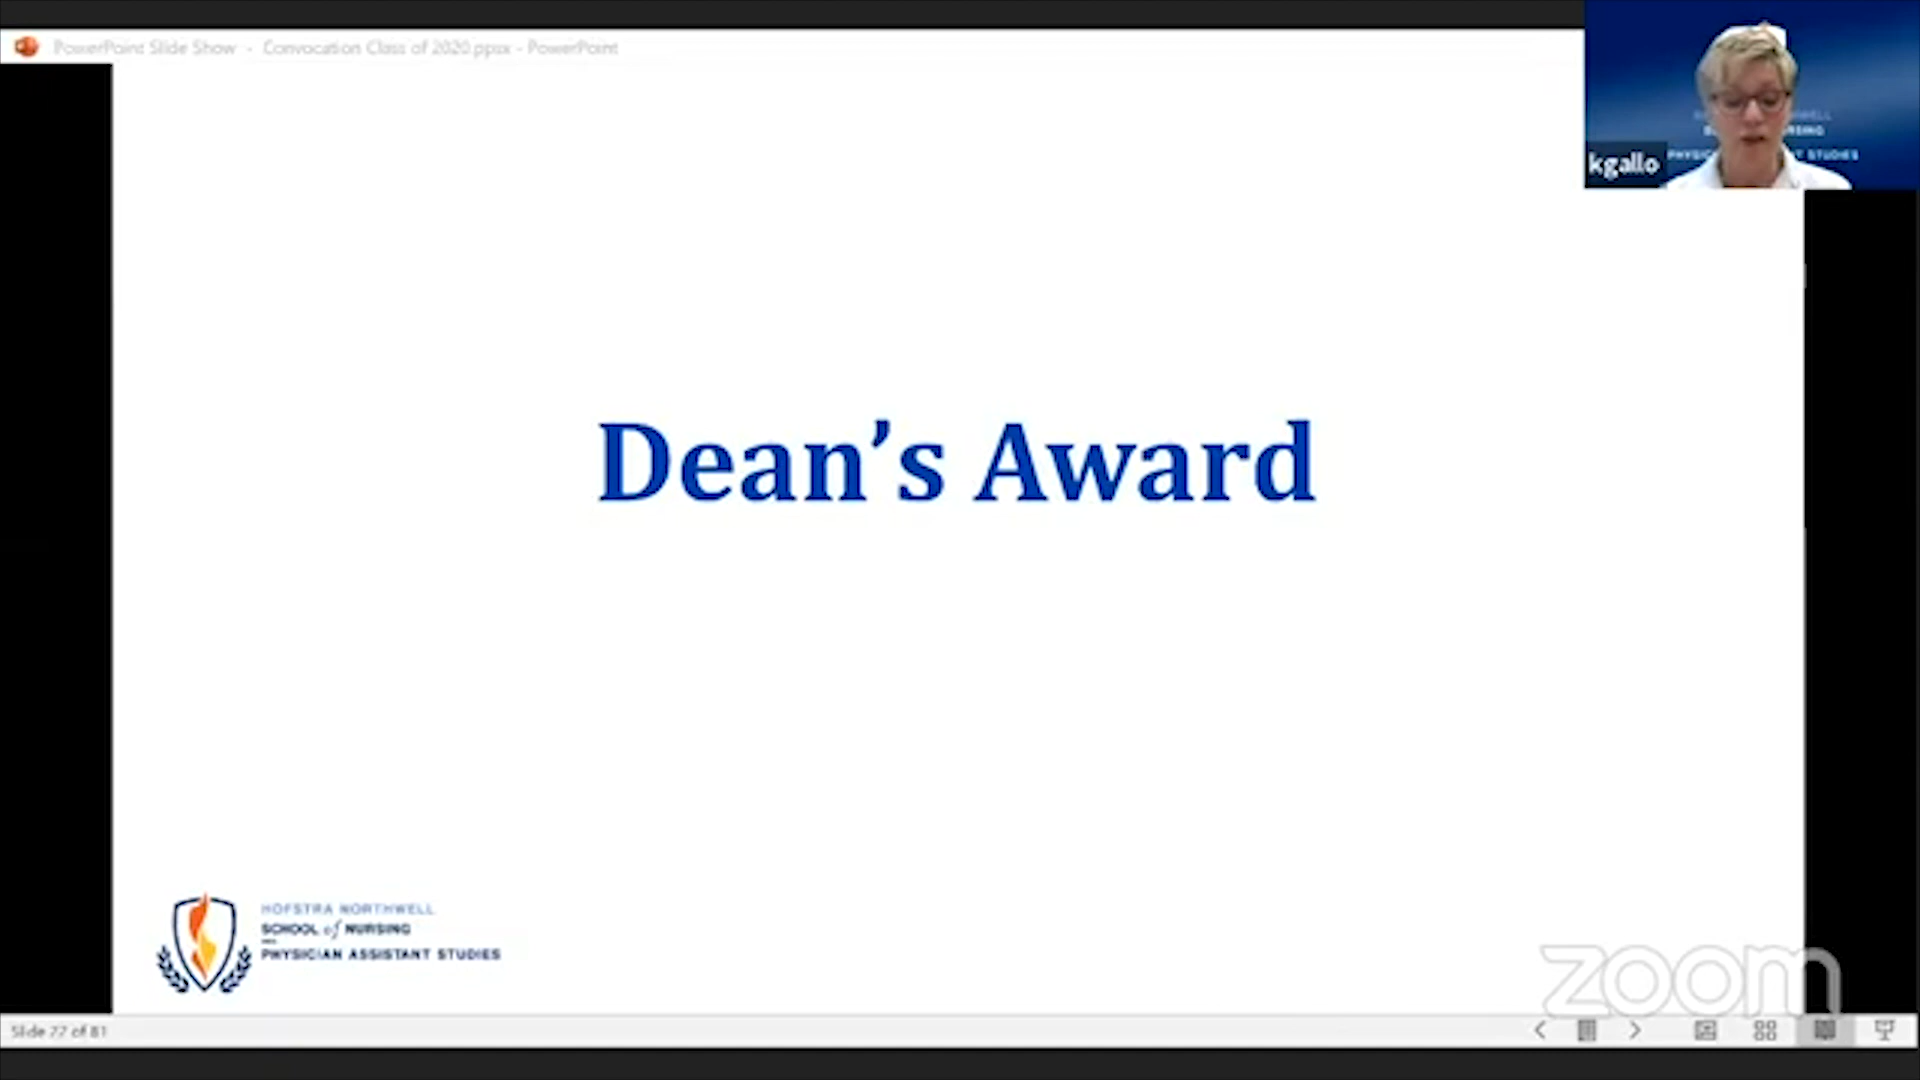 PowerPoint Slide Show - Convocation Class of 2020.ppsx - PowerPoint
kgallo
Dean's Award
HOFSTRA NORTHWELL
SCHOOL of NURSING
PHYSICIAN ASSISTANT STUDIES
zoom
Slide 77 of 81